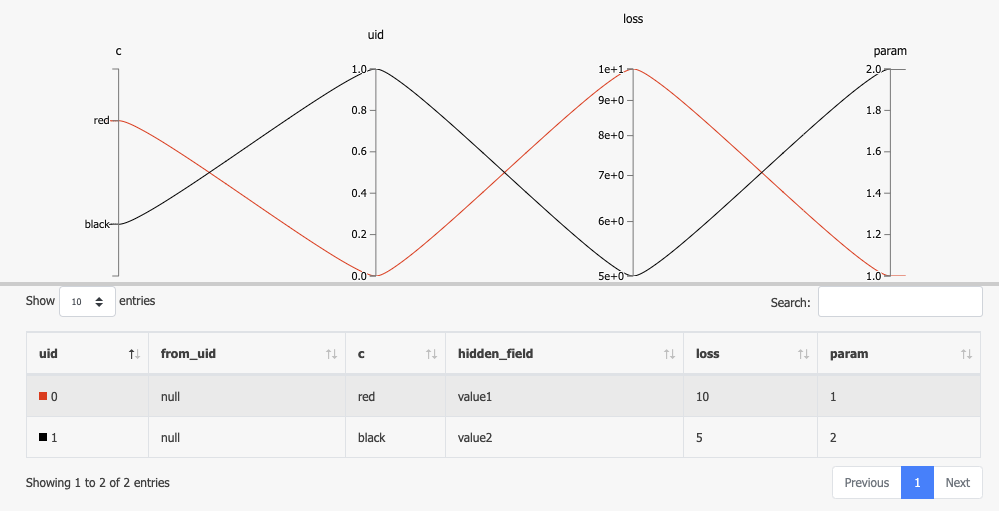 loss
uid
c
param
1.0
1e+1
2.0
9e+0
0.8
1.8
red
8e+0
0.6
1.6
7e+0
0.4
1.4
black
6e+0
0.2
1.2
0.0
5e+0
1.0
Show 10 entries
Search:
uid from_uid c hidden_field loss param
0 null red value1 10 1
1 null black value2 5 2
Showing 1 to 2 of 2 entries
Previous 1 Next